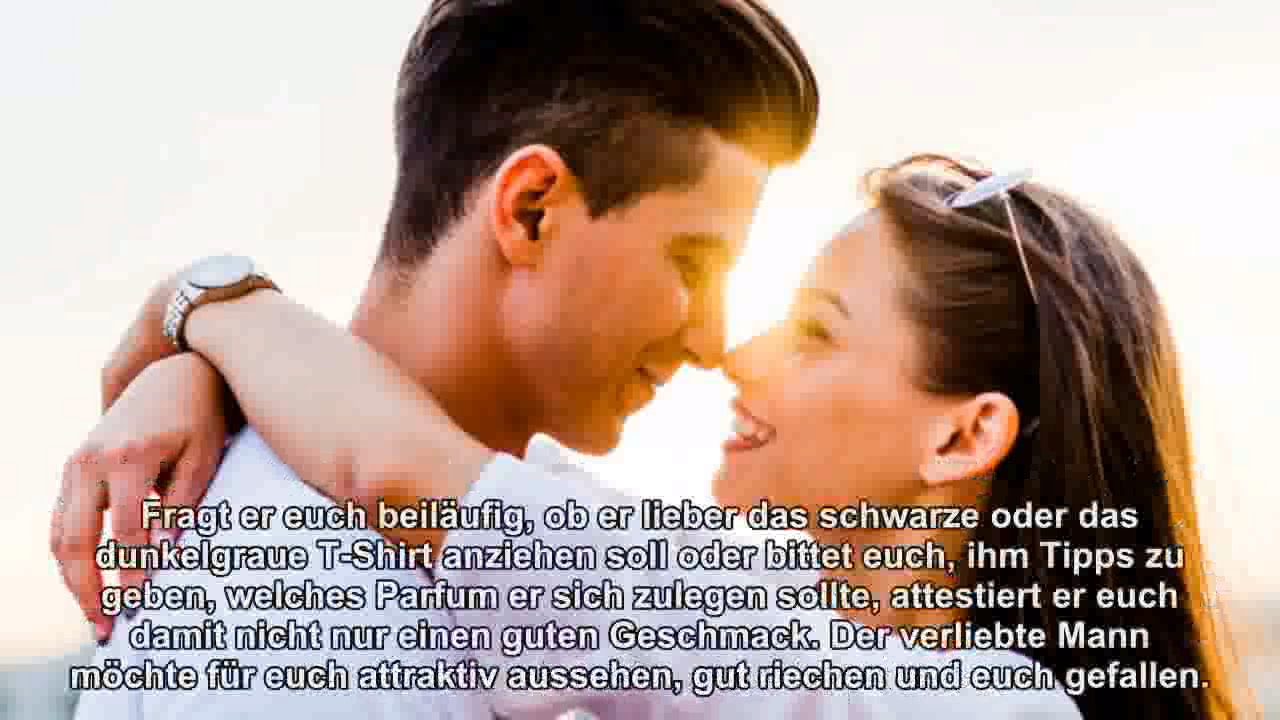 Fragt er euch beiläufig, ob er lieber das schwarze oder das
dunkelgraue T-Shirt anziehen soll oder bittet euch, ihm Tipps zu
geben, welches Parfum er sich zulegen sollte, attestiert er euch
damit nicht nur einen guten Geschmack. Der verliebte Mann
möchte für euch attraktiv aussehen, gut riechen und euch gefallen.